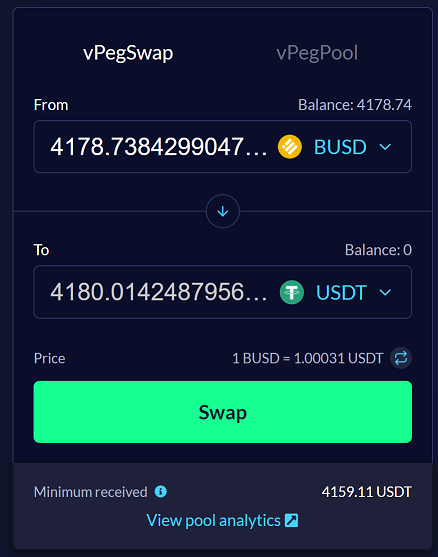 vPegSwap vPegPool
From Balance: 4178.74
4178.7384299047... BUSD
To Balance: 0
4180.0142487956... USDT
Price 1 BUSD = 1.00031 USDT
Swap
Minimum received 4159.11 USDT
View pool analytics